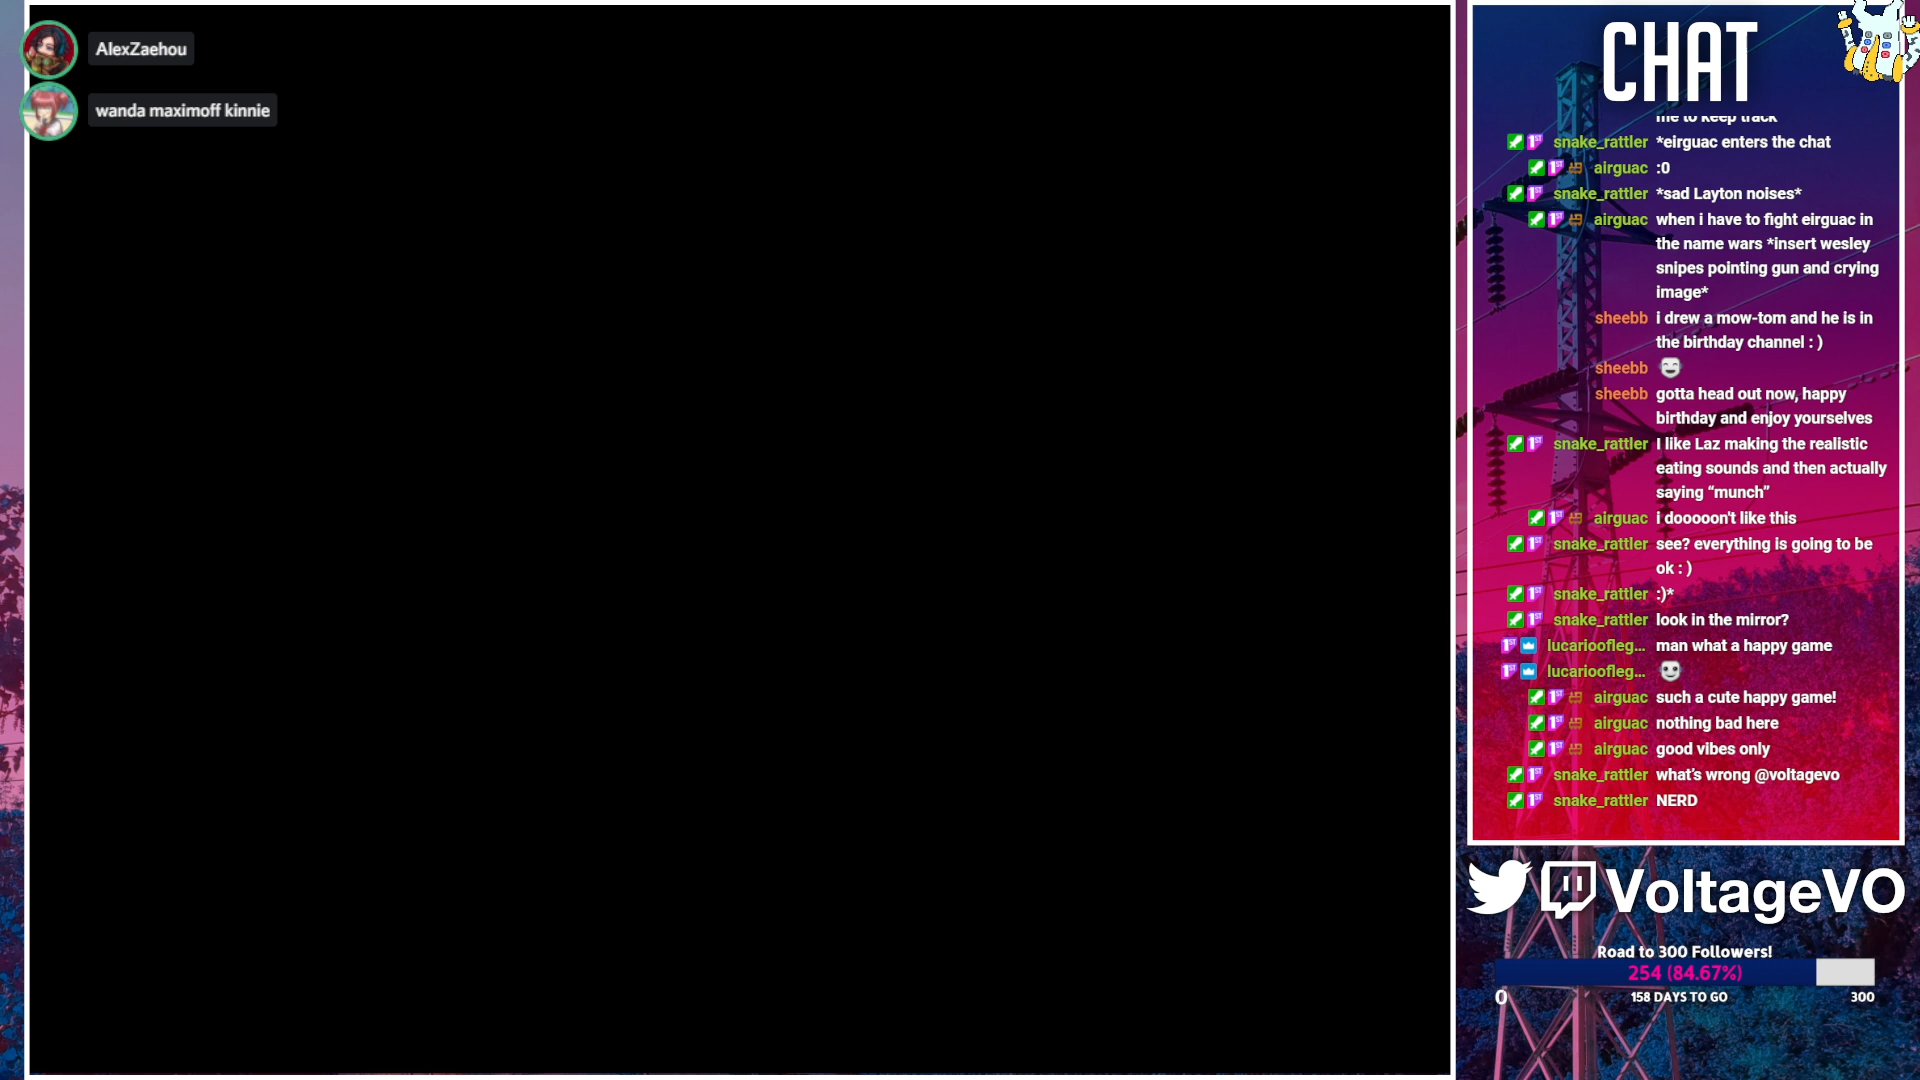 AlexZaehou
wanda maximoff kinnie
CHAT
me to keep track
snake_rattler *eirguac enters the chat
airguac :0
snake_rattler *sad Layton noises*
airguac when i have to fight eirguac in
the name wars *insert wesley
snipes pointing gun and crying
image*
sheebb i drew a mow-tom and he is in
the birthday channel : )
sheebb
sheebb gotta head out now, happy
birthday and enjoy yourselves
snake_rattler I like Laz making the realistic
eating sounds and then actually
saying “munch”
airguac i dooooon't like this
snake_rattler see? everything is going to be
ok : )
snake_rattler :)*
snake_rattler look in the mirror?
lucarioofleg... man what a happy game
lucarioofleg...
airguac such a cute happy game!
airguac nothing bad here
airguac good vibes only
snake_rattler what's wrong @voltagevo
snake_rattler NERD
VoltageVO
Road to 300 Followers!
254 (84.67%)
0 158 DAYS TO GO 300